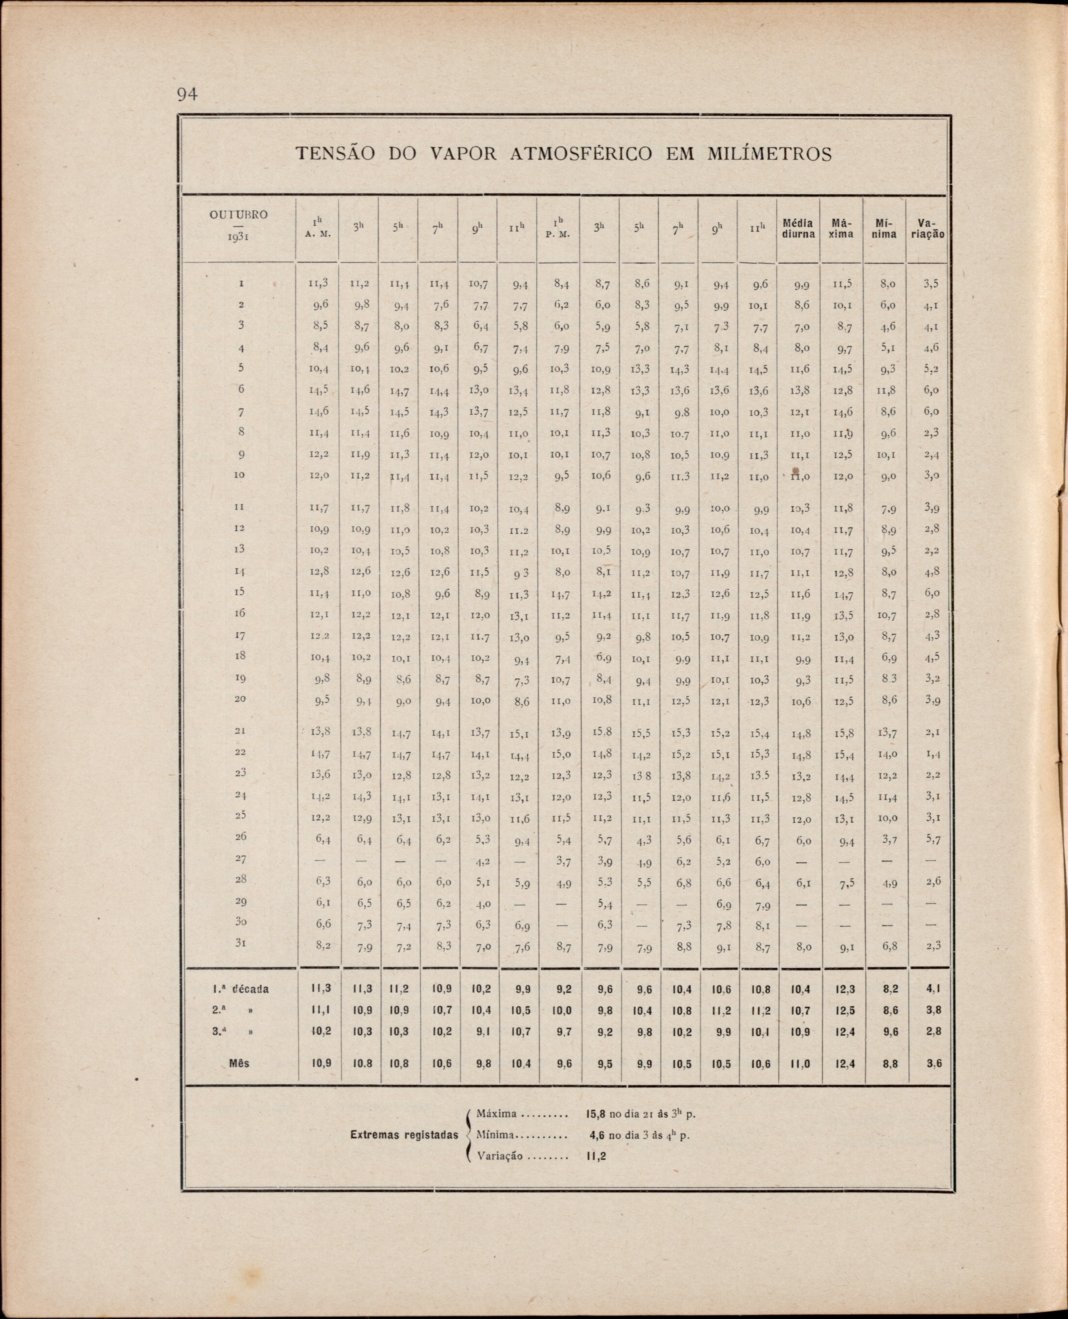 94
TENSÃO DO VAPOR ATMOSFÉRICO EM MILÍMETROS
OUTUBRO — 1931 1h A. M. 3h 5h 7h 9h 11h 1h P. M. 3h 5h 7h 9h 11h Média diurna Má-xima Mí-nima Va-riação
1 11,3 11,2 11,4 11,4 10,7 9,4 8,4 8,7 8,6 9,1 9,4 9,6 9,9 11,5 8,0 3,5
2 9,6 9,8 9,4 7,6 7,7 7,7 6,2 6,0 8,3 9,5 9,9 10,1 8,6 10,1 6,0 4,1
3 8,5 8,7 8,0 8,3 6,4 5,8 6,0 5,9 5,8 7,1 7 3 7,7 7,0 8,7 4,6 4,1
4 8,4 9,6 9,6 9,1 6,7 7,4 7,9 7,5 7,0 7,7 8,1 8,4 8,0 9,7 5,1 4,6
5 10,4 10,4 10,2 10,6 9,5 9,6 10,3 10,9 13,3 14,3 14,4 14,5 11,6 14,5 9,3 5,2
6 14,5 14,6 14,7 14,4 13,0 13,4 11,8 12,8 13,3 13,6 13,6 13,6 13,8 12,8 11,8 6,0
7 14,6 14,5 14,5 14,3 13,7 12,5 11,7 11,8 9,1 9.8 10,0 10,3 12,1 14,6 8,6 6,0
8 11,4 11,4 11,6 10,9 10,4 11,0 10,1 11,3 10,3 10.7 11,0 11,1 11,0 11,9 9,6 2,3
9 12,2 11,9 11,3 11,4 12,0 10,1 10,1 10,7 10,8 10,5 10,9 11,3 11,1 12,5 10,1 2,4
10 12,0 11,2 11,4 11,4 11,5 12,2 9,5 10,6 9,6 11.3 11,2 11,0 11,0 12,0 9,0 3,0
11 11,7 11,7 11,8 11,4 10,2 10,4 8,9 9.1 9.3 9,9 10,0 9,9 10,3 11,8 7,9 3,9
12 10,9 10,9 11,0 10,2 10,3 11.2 8,9 9,9 10,2 10,3 10,6 10,4 10,4 11,7 8,9 2,8
13 10,2 10,4 10,5 10,8 10,3 11,2 10,1 10,5 10,9 10,7 10,7 11,0 10,7 11,7 9,5 2,2
14 12,8 12,6 12,6 12,6 11,5 9 3 8,0 8,1 11,2 10,7 11,9 11,7 11,1 12,8 8,0 4,8
15 11,4 11,0 10,8 9,6 8,9 11,3 14,7 14,2 11,4 12,3 12,6 12,5 11,6 14,7 8,7 6,0
16 12,1 12,2 12,1 12,1 12,0 13,1 11,2 11,4 11,1 11,7 11,9 11,8 11,9 13,5 10,7 2,8
17 12.2 12,2 12,2 12,1 11,7 13,0 9,5 9,2 9,8 10,5 10,7 10,9 11,2 13,0 8,7 4,3
18 10,4 10,2 10,1 10,4 10,2 9,4 7,4 6,9 10,1 9,9 11,1 11,1 9,9 11,4 6,9 4,5
19 9,8 8,9 8,6 8,7 8,7 7,3 10,7 8,4 9,4 9,9 10,1 10,3 9,3 11,5 8 3 3,2
20 9,5 9,4 9,0 9,4 10,0 8,6 11,0 10,8 11,1 12,5 12,1 12,3 10,6 12,5 8,6 3,9
21 13,8 13,8 14,7 14,1 13,7 15,1 13,9 15.8 15,5 15,3 15,2 15,4 14,8 15,8 13,7 2,1
22 14,7 14,7 14,7 14,7 14,1 14,4 15,0 14,8 14,2 15,2 15,1 15,3 14,8 15,4 14,0 1,4
23 13,6 13,0 12,8 12,8 13,2 12,2 12,3 12,3 13 8 13,8 14,2 13.5 13,2 14,4 12,2 2,2
24 14,2 14,3 14,1 13,1 14,1 13,1 12,0 12,3 11,5 12,0 11,6 11,5 12,8 14,5 11,4 3,1
25 12,2 12,9 13,1 13,1 13,0 11,6 11,5 11,2 11,1 11,5 11,3 11,3 12,0 13,1 10,0 3,1
26 6,4 6,4 6,4 6,2 5,3 9,4 5,4 5,7 4,3 5,6 6,1 6,7 6,0 9,4 3,7 5,7
27 — — — — 4,2 — 3,7 3,9 4,9 6,2 5,2 6,0 — — — —
28 6,3 6,0 6,0 6,0 5,1 5,9 4,9 5,3 5,5 6,8 6,6 6,4 6,1 7,5 4,9 2,6
29 6,1 6,5 6,5 6,2 4,0 — — 5,4 — — 6,9 7,9 — — — —
30 6,6 7,3 7,4 7,3 6,3 6,9 — 6,3 — 7,3 7,8 8,1 — — — —
31 8,2 7,9 7,2 8,3 7,0 7,6 8,7 7,9 7,9 8,8 9,1 8,7 8,0 9,1 6,8 2,3
1.ª década 11,3 11,3 11,2 10,9 10,2 9,9 9,2 9,6 9,6 10,4 10,6 10,8 10,4 12,3 8,2 4,1
2.ª » 11,1 10,9 10,9 10,7 10,4 10,5 10,0 9,8 10,4 10,8 11,2 11,2 10,7 12,5 8,6 3,8
3.ª » 10,2 10,3 10,3 10,2 9,1 10,7 9,7 9,2 9,8 10,2 9,9 10,1 10,9 12,4 9,6 2,8
Mês 10,9 10.8 10,8 10,6 9,8 10,4 9,6 9,5 9,9 10,5 10,5 10,6 11,0 12,4 8,8 3,6
Máxima ......... 15,8 no dia 21 ás 3h p.
Extremas registadas Mínima.......... 4,6 no dia 3 ás 4h p.
Variação ........ 11,2